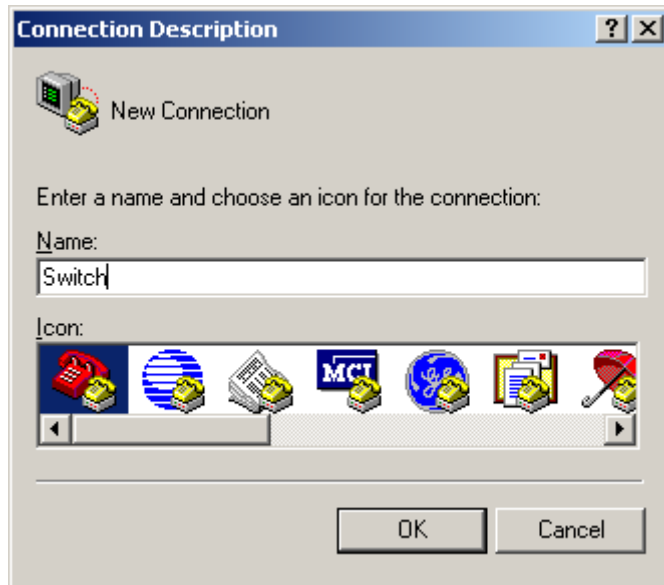 Connection Description
New Connection
Enter a name and choose an icon for the connection:
Name:
Switch
Icon:
MCI
OK
Cancel